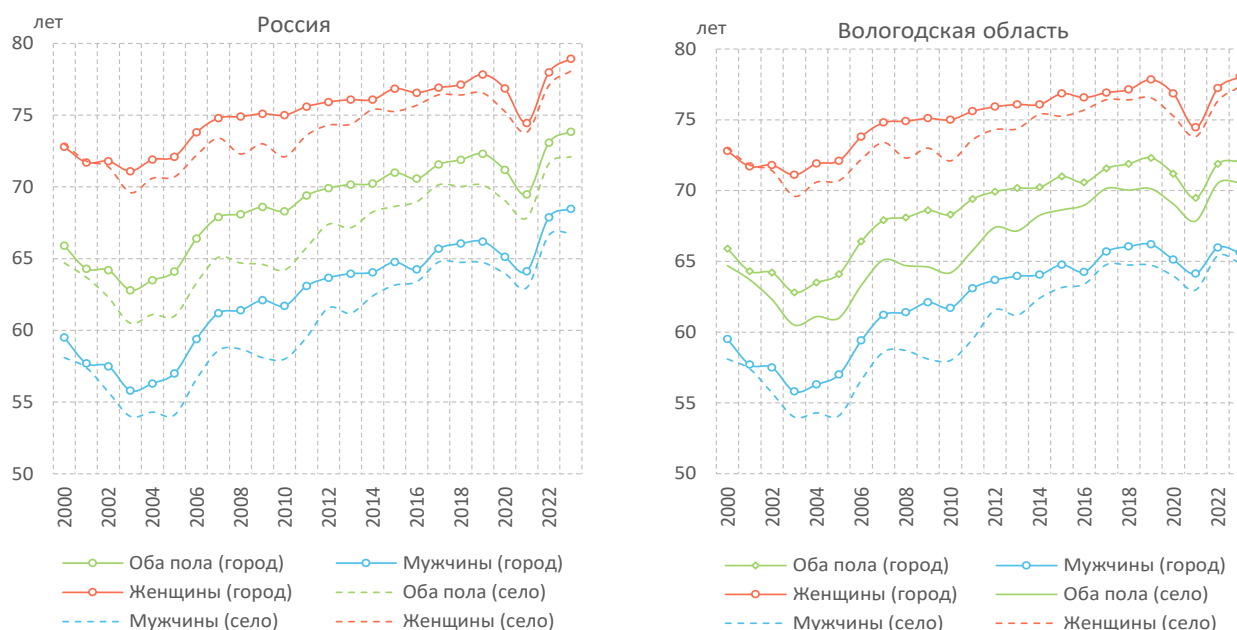 Россия
лет
80
75
70
65
60
55
50
2000
2002
2004
2006
2008
2010
2012
2014
2016
2018
2020
2022
Оба пола (город)
Мужчины (город)
Женщины (город)
Оба пола (село)
Мужчины (село)
Женщины (село)
Вологодская область
лет
80
75
70
65
60
55
50
2000
2002
2004
2006
2008
2010
2012
2014
2016
2018
2020
2022
Оба пола (город)
Мужчины (город)
Женщины (город)
Оба пола (село)
Мужчины (село)
Женщины (село)